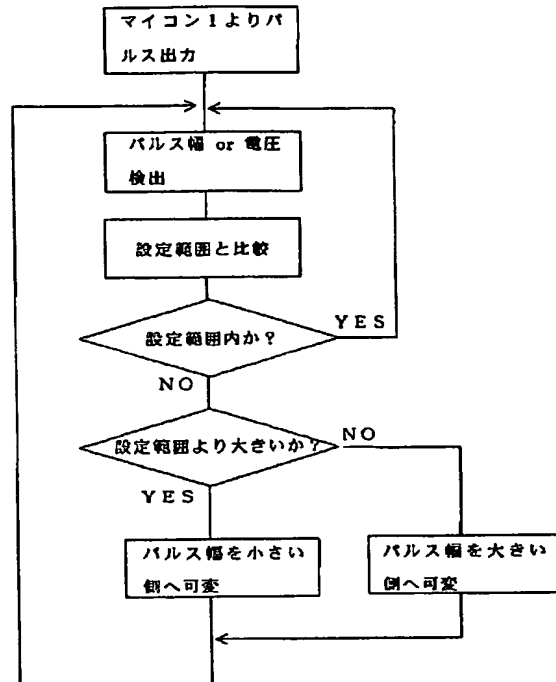 マイコン1よりパ
ルス出力
パルス幅 or 電圧
検出
設定範囲と比較
設定範囲内か?
YES
NO
設定範囲より大きいか?
NO
YES
パルス幅を小さい
側へ可変
パルス幅を大きい
側へ可変